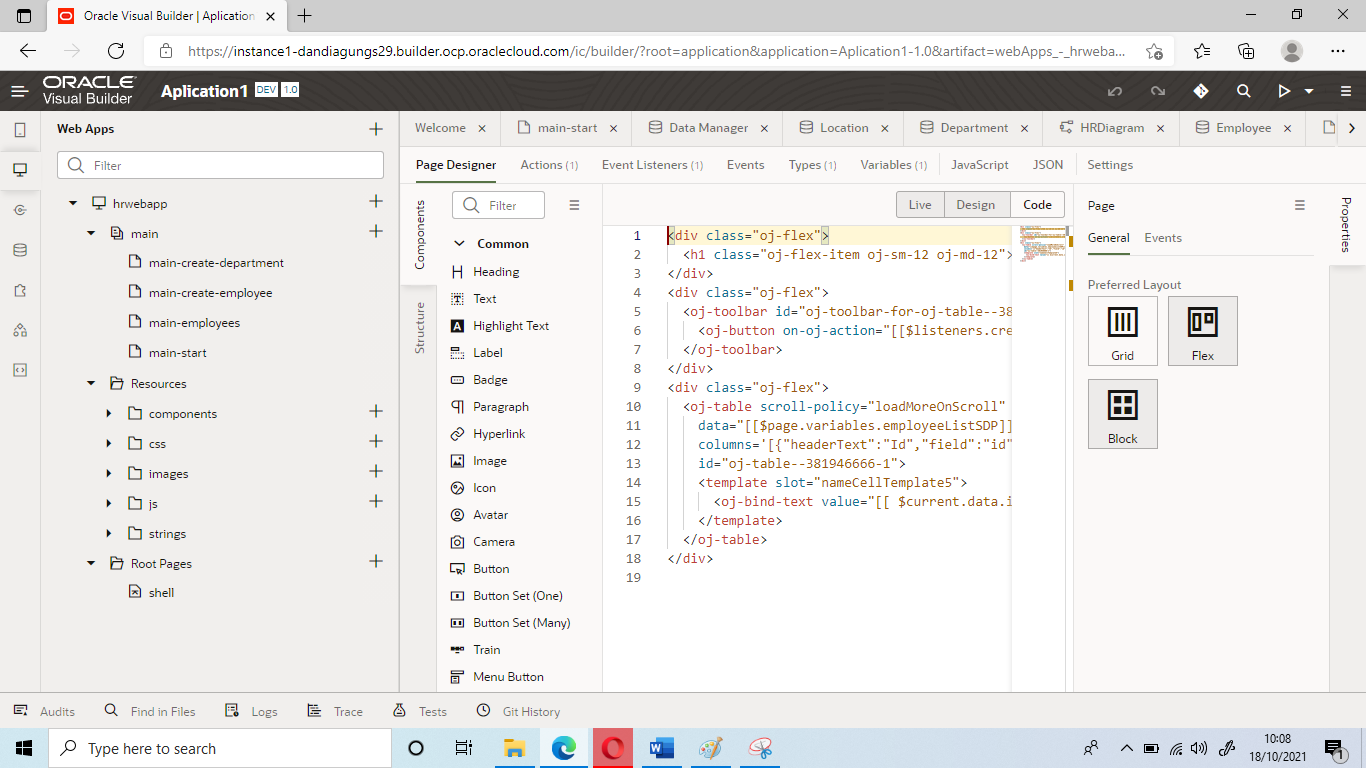 Oracle Visual Builder | Aplication
https://instance1-dandiagungs29.builder.ocp.oraclecloud.com/ic/builder/?root=application&application=Aplication1-1.0&artifact=webApps_-_hrweba...
ORACLE
Visual Builder
Aplication1 DEV 1.0
Web Apps
Filter
hrwebapp
main
main-create-department
main-create-employee
main-employees
main-start
Resources
components
css
images
js
strings
Root Pages
shell
Welcome main-start Data Manager Location Department HRDiagram Employee
Page Designer Actions (1) Event Listeners (1) Events Types (1) Variables (1) JavaScript JSON Settings
Components
Structure
Filter
Common
Heading
Text
Highlight Text
Label
Badge
Paragraph
Hyperlink
Image
Icon
Avatar
Camera
Button
Button Set (One)
Button Set (Many)
Train
Menu Button
Live Design Code
1 <div class="oj-flex">
2 <h1 class="oj-flex-item oj-sm-12 oj-md-12">
3 </div>
4 <div class="oj-flex">
5 <oj-toolbar id="oj-toolbar-for-oj-table--38
6 <oj-button on-oj-action="[[$listeners.cre
7 </oj-toolbar>
8 </div>
9 <div class="oj-flex">
10 <oj-table scroll-policy="loadMoreOnScroll"
11 data="[[$page.variables.employeeListSDP]]
12 columns='[{"headerText":"Id","field":"id"
13 id="oj-table--381946666-1">
14 <template slot="nameCellTemplate5">
15 <oj-bind-text value="[[ $current.data.i
16 </template>
17 </oj-table>
18 </div>
19
Page
General Events
Preferred Layout
Grid Flex
Block
Properties
Audits Find in Files Logs Trace Tests Git History
Type here to search
10:08
18/10/2021
1